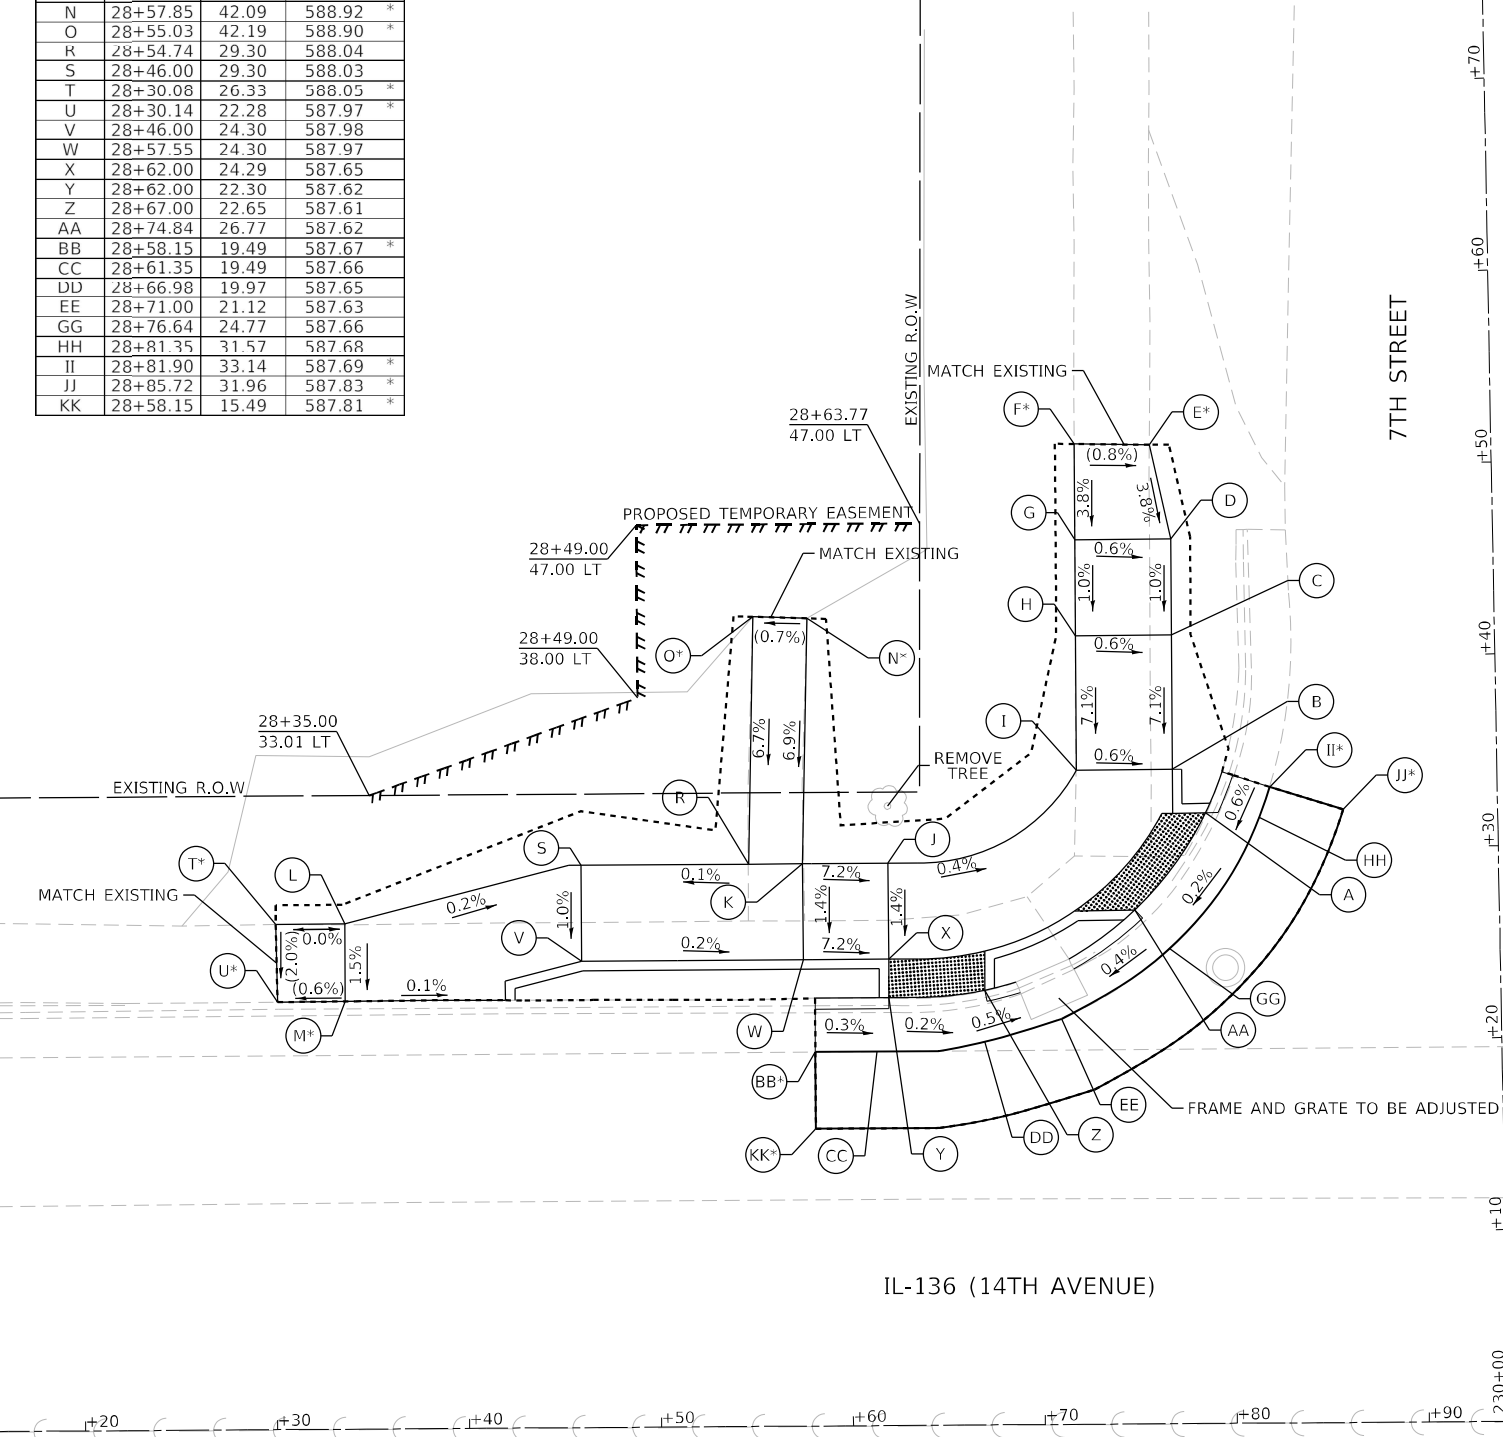 N 28+57.85 42.09 588.92 *
O 28+55.03 42.19 588.90 *
R 28+54.74 29.30 588.04
S 28+46.00 29.30 588.03
T 28+30.08 26.33 588.05 *
U 28+30.14 22.28 587.97 *
V 28+46.00 24.30 587.98
W 28+57.55 24.30 587.97
X 28+62.00 24.29 587.65
Y 28+62.00 22.30 587.62
Z 28+67.00 22.65 587.61
AA 28+74.84 26.77 587.62
BB 28+58.15 19.49 587.67 *
CC 28+61.35 19.49 587.66
DD 28+66.98 19.97 587.65
EE 28+71.00 21.12 587.63
GG 28+76.64 24.77 587.66
HH 28+81.35 31.57 587.68
II 28+81.90 33.14 587.69 *
JJ 28+85.72 31.96 587.83 *
KK 28+58.15 15.49 587.81 *
+70
+60
+50
+40
+30
+20
+10
230+00
7TH STREET
EXISTING R.O.W
MATCH EXISTING
F*
E*
28+63.77
47.00 LT
(0.8%)
3.8%
3.8%
G
D
PROPOSED TEMPORARY EASEMENT
28+49.00
47.00 LT
MATCH EXISTING
0.6%
1.0%
1.0%
C
H
28+49.00
38.00 LT
O*
(0.7%)
N*
0.6%
7.1%
7.1%
B
I
28+35.00
33.01 LT
6.7%
6.9%
0.6%
II*
JJ*
REMOVE
TREE
EXISTING R.O.W
R
0.6%
S
J
HH
T*
L
MATCH EXISTING
0.1%
7.2%
0.4%
K
A
0.2%
0.2%
1.0%
1.4%
1.4%
V
X
0.0%
(2.0%)
1.5%
0.2%
7.2%
0.4%
U*
(0.6%)
0.1%
GG
M*
W
0.3%
0.2%
0.5%
AA
BB*
EE
FRAME AND GRATE TO BE ADJUSTED
KK*
CC
Y
DD
Z
IL-136 (14TH AVENUE)
+20
+30
+40
+50
+60
+70
+80
+90